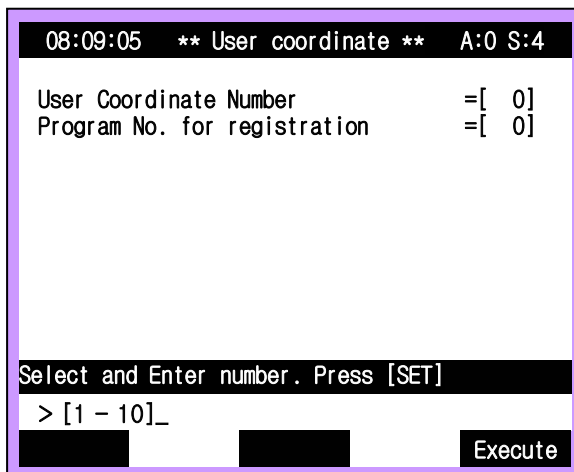 08:09:05 ** User coordinate ** A:0 S:4
User Coordinate Number =[ 0]
Program No. for registration =[ 0]
Select and Enter number. Press [SET]
> [1 - 10]_
Execute